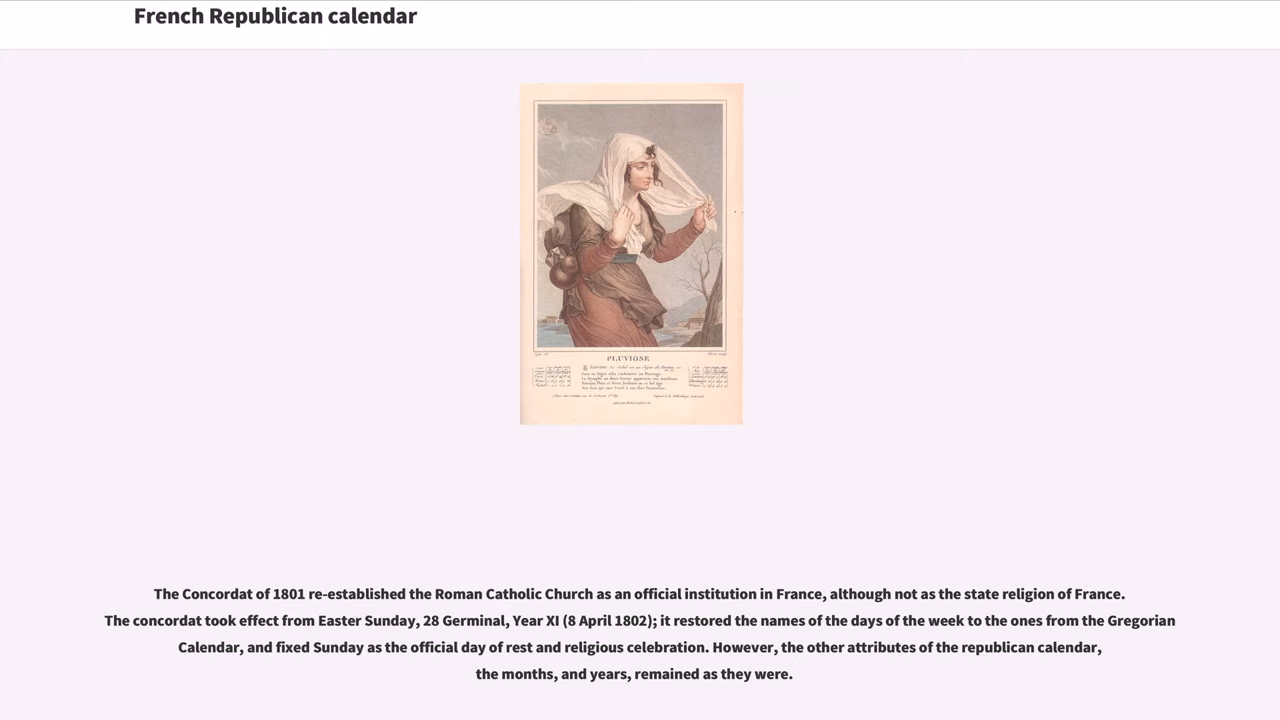 French Republican calendar
PLUVIOSE
The Concordat of 1801 re-established the Roman Catholic Church as an official institution in France, although not as the state religion of France.
The concordat took effect from Easter Sunday, 28 Germinal, Year XI (8 April 1802); it restored the names of the days of the week to the ones from the Gregorian
Calendar, and fixed Sunday as the official day of rest and religious celebration. However, the other attributes of the republican calendar,
the months, and years, remained as they were.